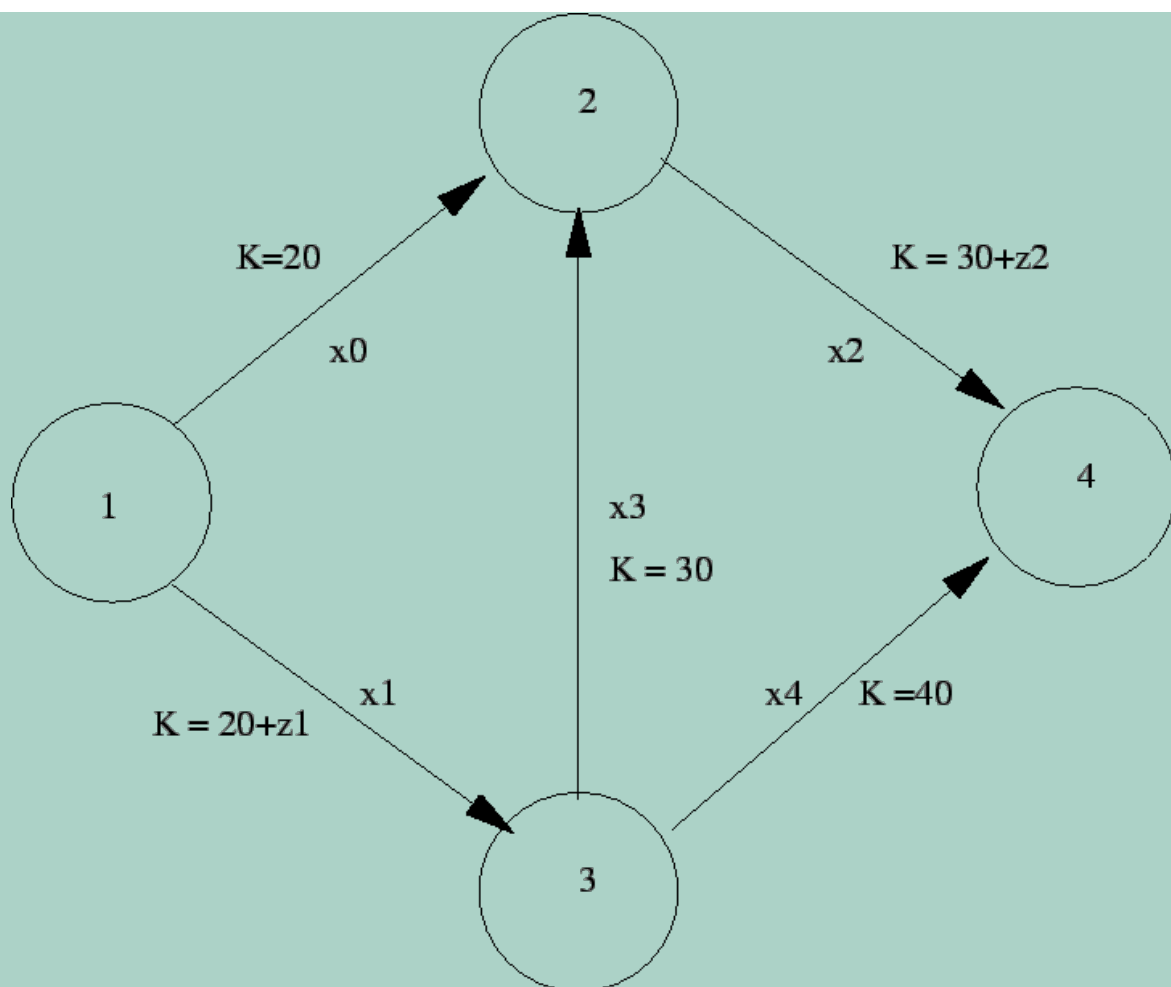 2
K=20
K = 30+z2
x0
x2
1
4
x3
K = 30
x1
x4
K =40
K = 20+z1
3